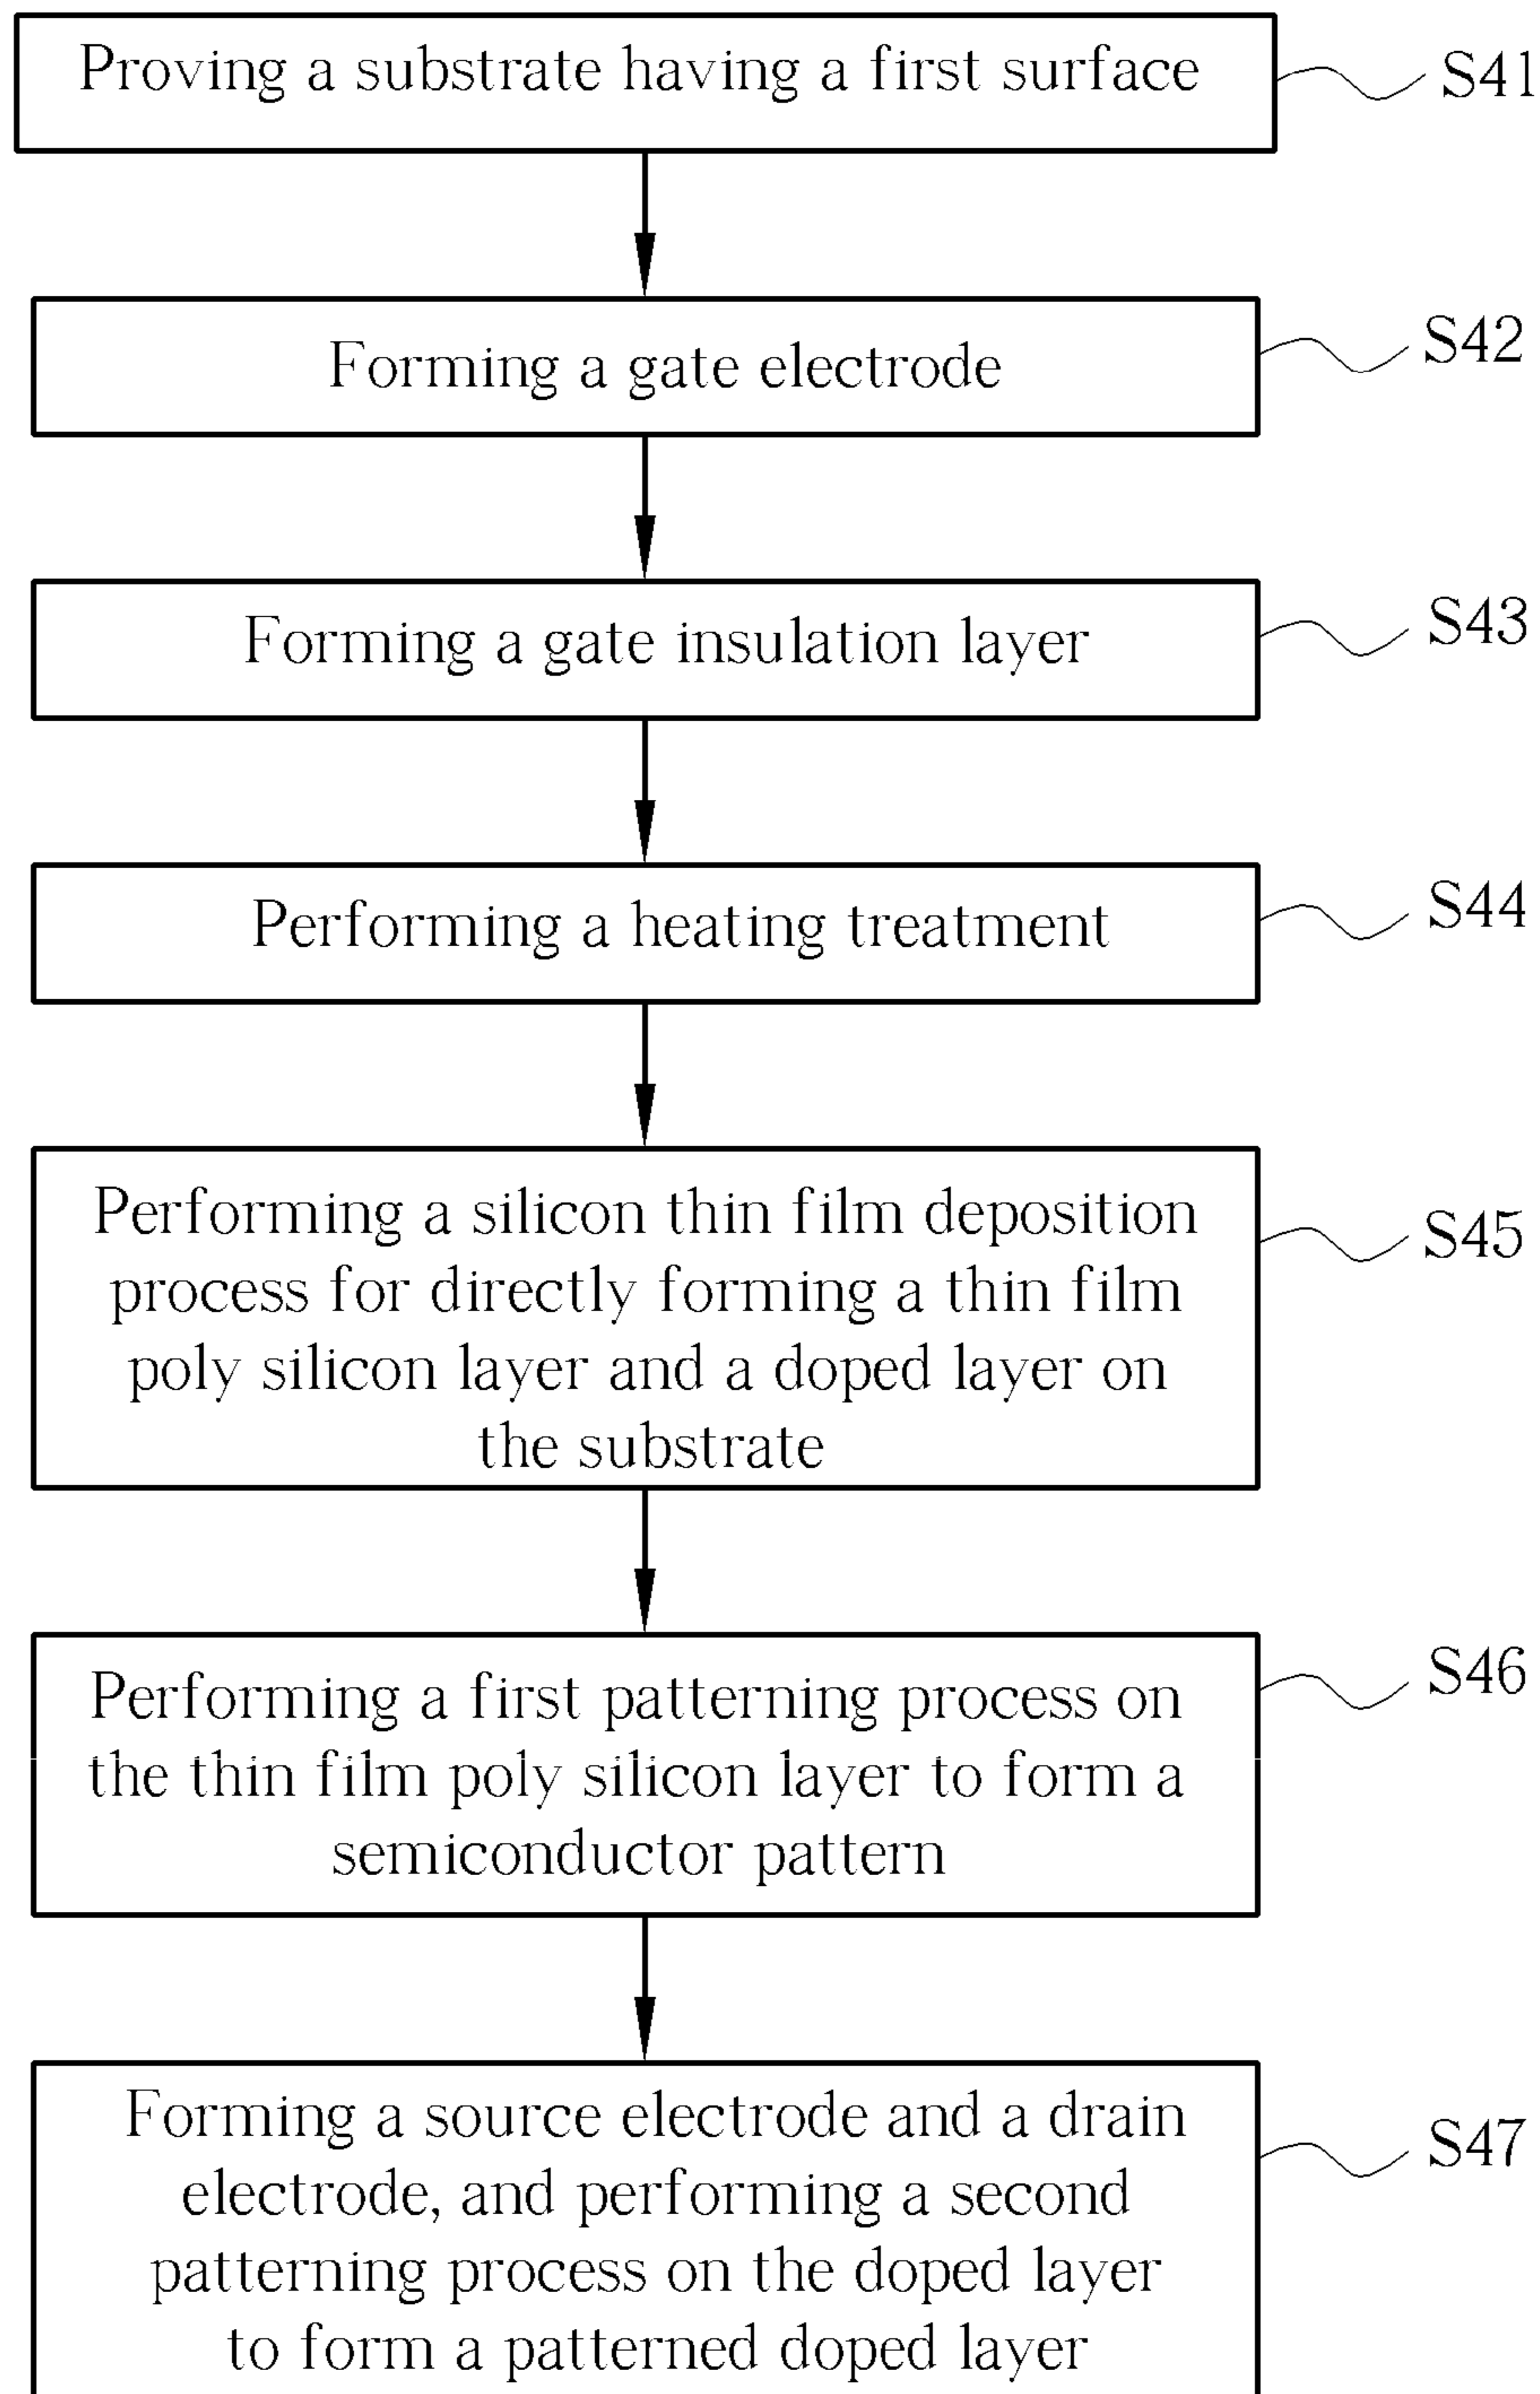 Proving a substrate having a first surface
S41
Forming a gate electrode
S42
Forming a gate insulation layer
S43
Performing a heating treatment
S44
Performing a silicon thin film deposition
process for directly forming a thin film
poly silicon layer and a doped layer on
the substrate
S45
Performing a first patterning process on
the thin film poly silicon layer to form a
semiconductor pattern
S46
Forming a source electrode and a drain
electrode, and performing a second
patterning process on the doped layer
to form a patterned doped layer
S47